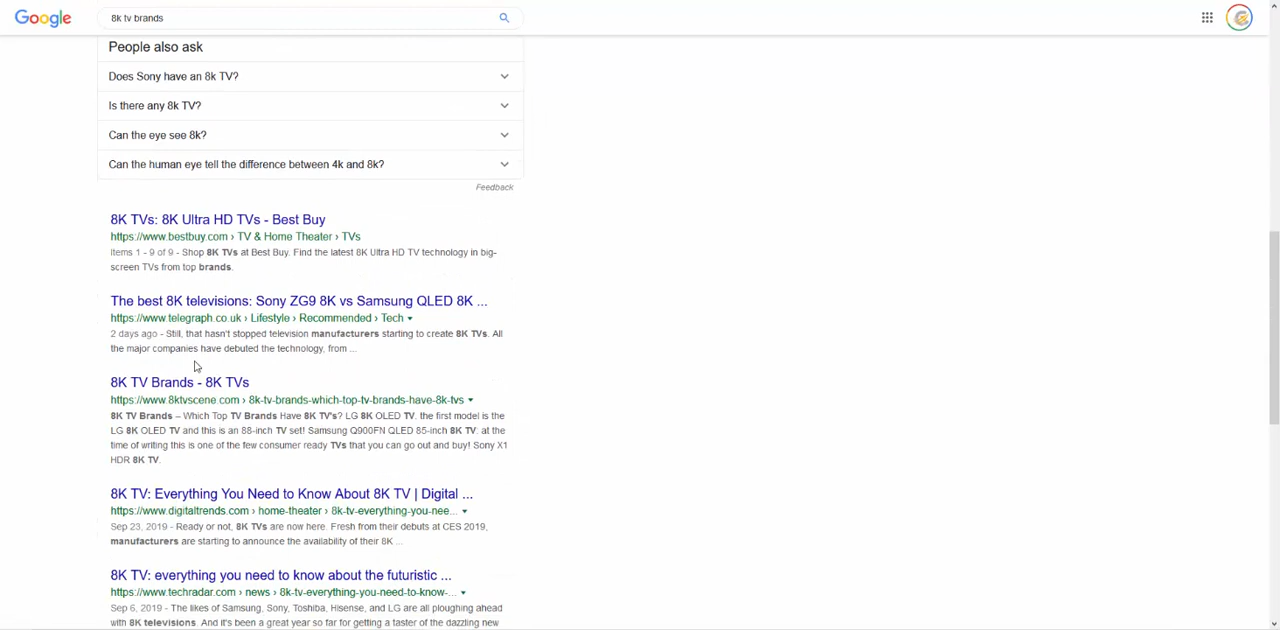 Google
8k tv brands
People also ask
Does Sony have an 8k TV?
Is there any 8k TV?
Can the eye see 8k?
Can the human eye tell the difference between 4k and 8k?
Feedback
8K TVs: 8K Ultra HD TVs - Best Buy
https://www.bestbuy.com › TV & Home Theater › TVs
Items 1 - 9 of 9 - Shop 8K TVs at Best Buy. Find the latest 8K Ultra HD TV technology in big-
screen TVs from top brands.
The best 8K televisions: Sony ZG9 8K vs Samsung QLED 8K ...
https://www.telegraph.co.uk › Lifestyle › Recommended › Tech
2 days ago - Still, that hasn't stopped television manufacturers starting to create 8K TVs. All
the major companies have debuted the technology, from ...
8K TV Brands - 8K TVs
https://www.8ktvscene.com › 8k-tv-brands-which-top-tv-brands-have-8k-tvs
8K TV Brands – Which Top TV Brands Have 8K TV's? LG 8K OLED TV. the first model is the
LG 8K OLED TV and this is an 88-inch TV set! Samsung Q900FN QLED 85-inch 8K TV: at the
time of writing this is one of the few consumer ready TVs that you can go out and buy! Sony X1
HDR 8K TV.
8K TV: Everything You Need to Know About 8K TV | Digital ...
https://www.digitaltrends.com › home-theater › 8k-tv-everything-you-nee...
Sep 23, 2019 - Ready or not, 8K TVs are now here. Fresh from their debuts at CES 2019,
manufacturers are starting to announce the availability of their 8K ...
8K TV: everything you need to know about the futuristic ...
https://www.techradar.com › news › 8k-tv-everything-you-need-to-know-...
Sep 6, 2019 - The likes of Samsung, Sony, Toshiba, Hisense, and LG are all ploughing ahead
with 8K televisions. And it's been a great year so far for getting a taster of the dazzling new